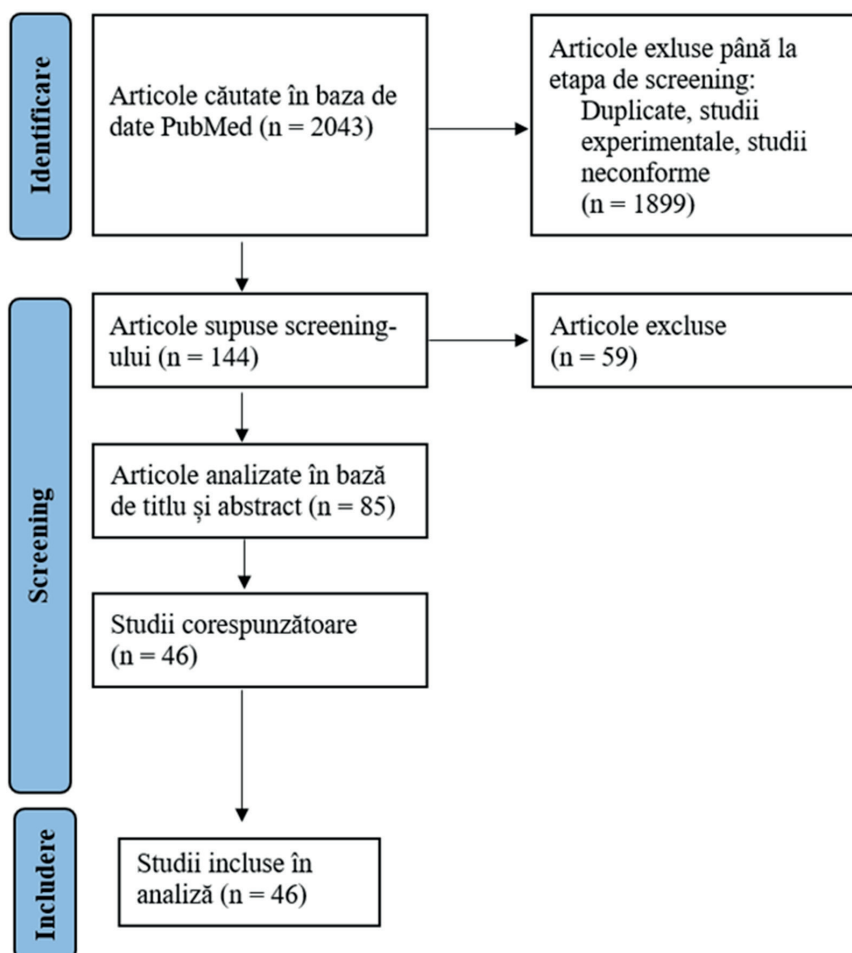 Identificare
Articole căutate în baza de
date PubMed (n = 2043)
Articole exluse până la
etapa de screening:
Duplicate, studii
experimentale, studii
neconforme
(n = 1899)
Screening
Articole supuse screening-
ului (n = 144)
Articole excluse
(n = 59)
Articole analizate în bază
de titlu și abstract (n = 85)
Studii corespunzătoare
(n = 46)
Includere
Studii incluse în
analiză (n = 46)